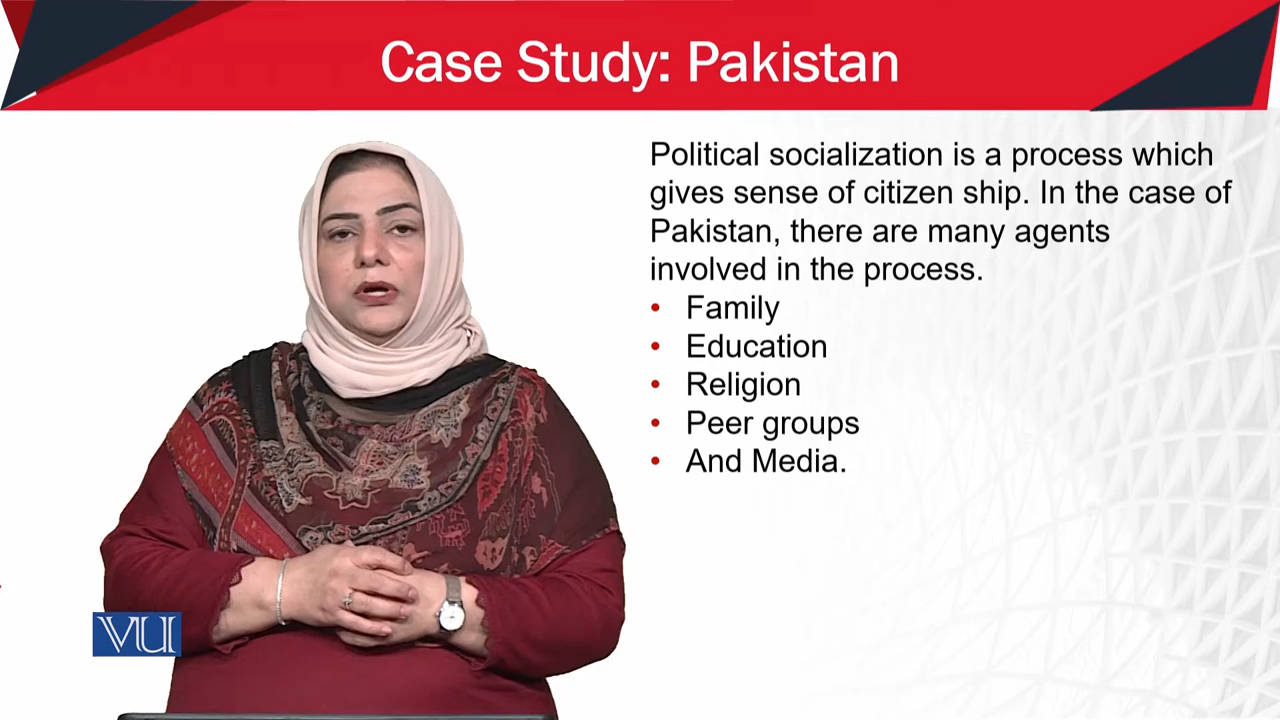 Case Study: Pakistan
Political socialization is a process which
gives sense of citizen ship. In the case of
Pakistan, there are many agents
involved in the process.
• Family
• Education
• Religion
• Peer groups
• And Media.
VU